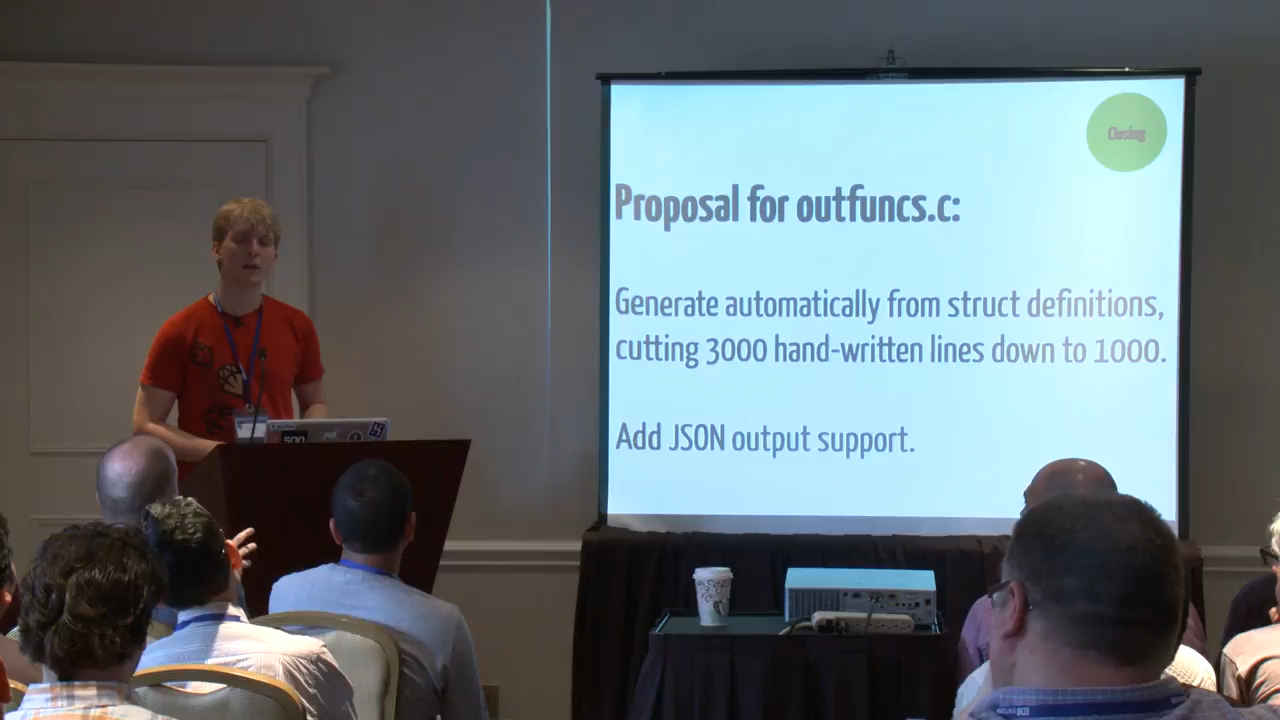 Closing
Proposal for outfuncs.c:
Generate automatically from struct definitions,
cutting 3000 hand-written lines down to 1000.
Add JSON output support.
500